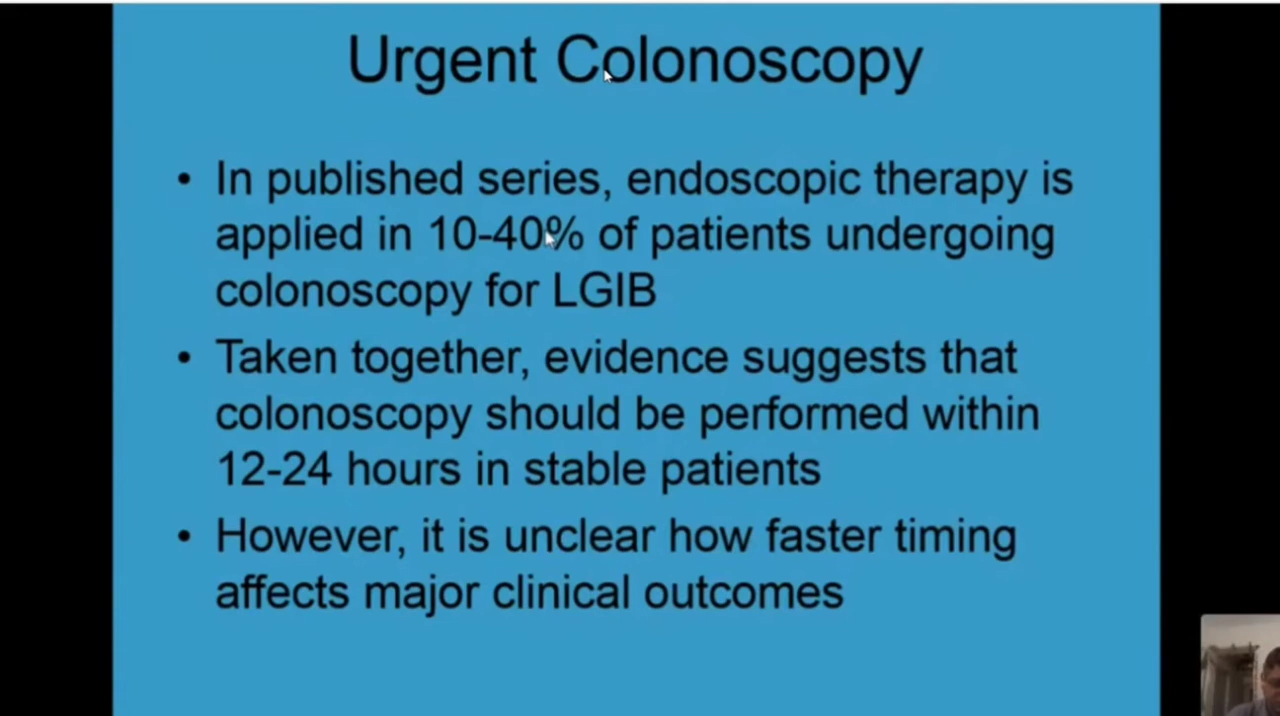 Urgent Colonoscopy
• In published series, endoscopic therapy is
applied in 10-40% of patients undergoing
colonoscopy for LGIB
• Taken together, evidence suggests that
colonoscopy should be performed within
12-24 hours in stable patients
• However, it is unclear how faster timing
affects major clinical outcomes